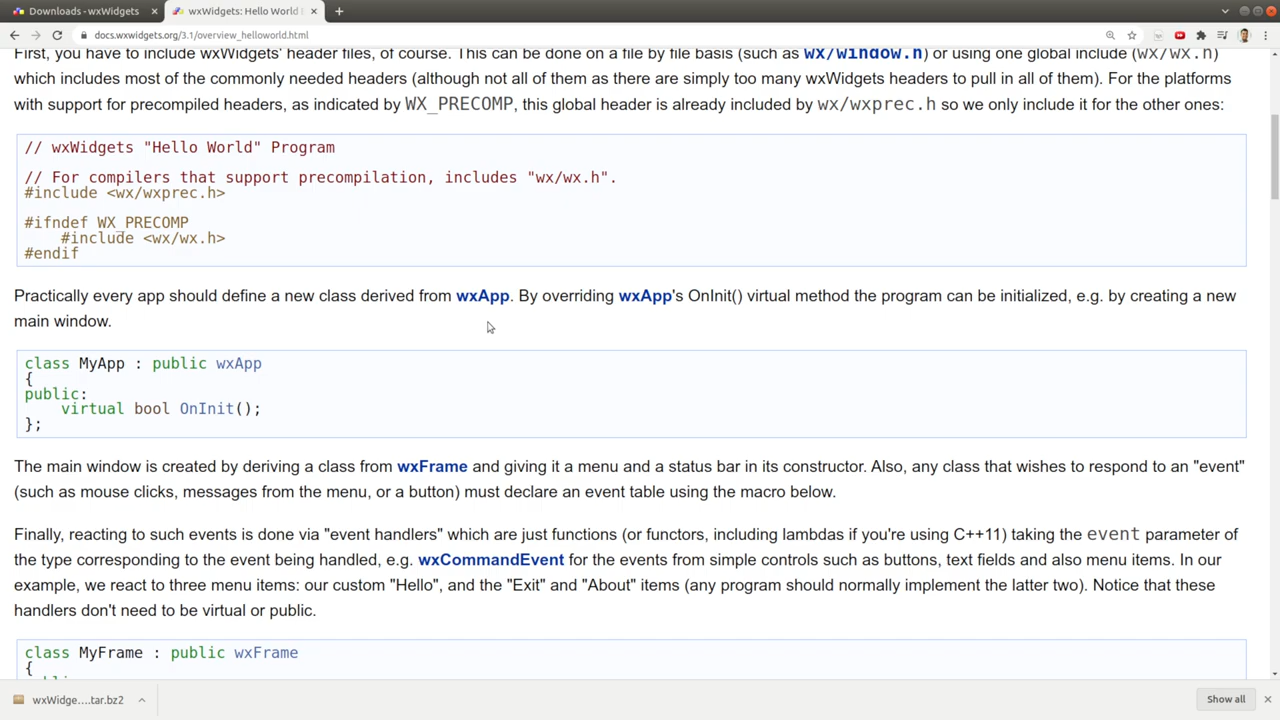 Downloads - wxWidgets
wxWidgets: Hello World E
docs.wxwidgets.org/3.1/overview_helloworld.html
First, you have to include wxWidgets' header files, of course. This can be done on a file by file basis (such as wx/window.h) or using one global include (wx/wx.h)
which includes most of the commonly needed headers (although not all of them as there are simply too many wxWidgets headers to pull in all of them). For the platforms
with support for precompiled headers, as indicated by WX_PRECOMP, this global header is already included by wx/wxprec.h so we only include it for the other ones:
// wxWidgets "Hello World" Program
// For compilers that support precompilation, includes "wx/wx.h".
#include <wx/wxprec.h>
#ifndef WX_PRECOMP
#include <wx/wx.h>
#endif
Practically every app should define a new class derived from wxApp. By overriding wxApp's OnInit() virtual method the program can be initialized, e.g. by creating a new
main window.
class MyApp : public wxApp
{
public:
virtual bool OnInit();
};
The main window is created by deriving a class from wxFrame and giving it a menu and a status bar in its constructor. Also, any class that wishes to respond to an "event"
(such as mouse clicks, messages from the menu, or a button) must declare an event table using the macro below.
Finally, reacting to such events is done via "event handlers" which are just functions (or functors, including lambdas if you're using C++11) taking the event parameter of
the type corresponding to the event being handled, e.g. wxCommandEvent for the events from simple controls such as buttons, text fields and also menu items. In our
example, we react to three menu items: our custom "Hello", and the "Exit" and "About" items (any program should normally implement the latter two). Notice that these
handlers don't need to be virtual or public.
class MyFrame : public wxFrame
{
wxWidge....tar.bz2
Show all